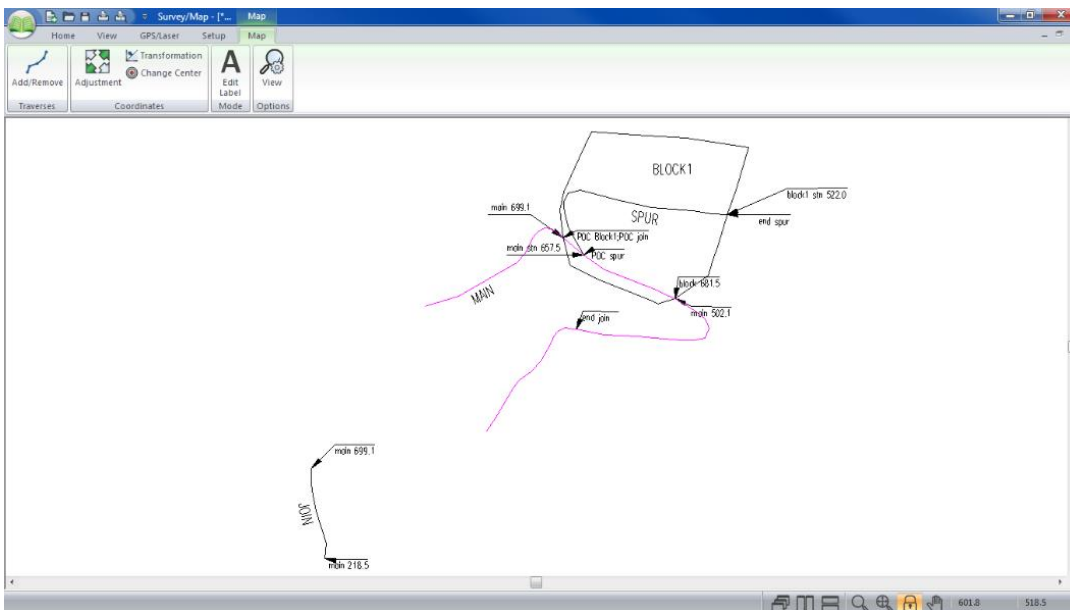 Survey/Map - [*...
Map
Home
View
GPS/Laser
Setup
Map
Add/Remove
Adjustment
Transformation
Change Center
Edit
Label
View
Traverses
Coordinates
Mode
Options
BLOCK1
block1 stn 522.0
main 699.1
SPUR
end spur
POC Block1;POC join
main stn 657.5
POC spur
block 681.5
MAIN
main 502.1
end join
main 699.1
JOIN
main 218.5
601.8
518.5